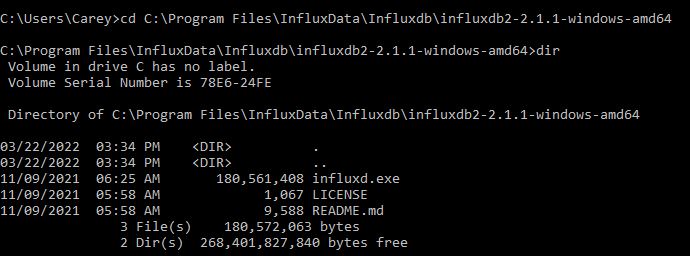 C:\Users\Carey>cd C:\Program Files\InfluxData\Influxdb\influxdb2-2.1.1-windows-amd64
C:\Program Files\InfluxData\Influxdb\influxdb2-2.1.1-windows-amd64>dir
Volume in drive C has no label.
Volume Serial Number is 78E6-24FE
Directory of C:\Program Files\InfluxData\Influxdb\influxdb2-2.1.1-windows-amd64
03/22/2022  03:34 PM    <DIR>          .
03/22/2022  03:34 PM    <DIR>          ..
11/09/2021  06:25 AM       180,561,408 influxd.exe
11/09/2021  05:58 AM             1,067 LICENSE
11/09/2021  05:58 AM             9,588 README.md
3 File(s)    180,572,063 bytes
2 Dir(s)  268,401,827,840 bytes free